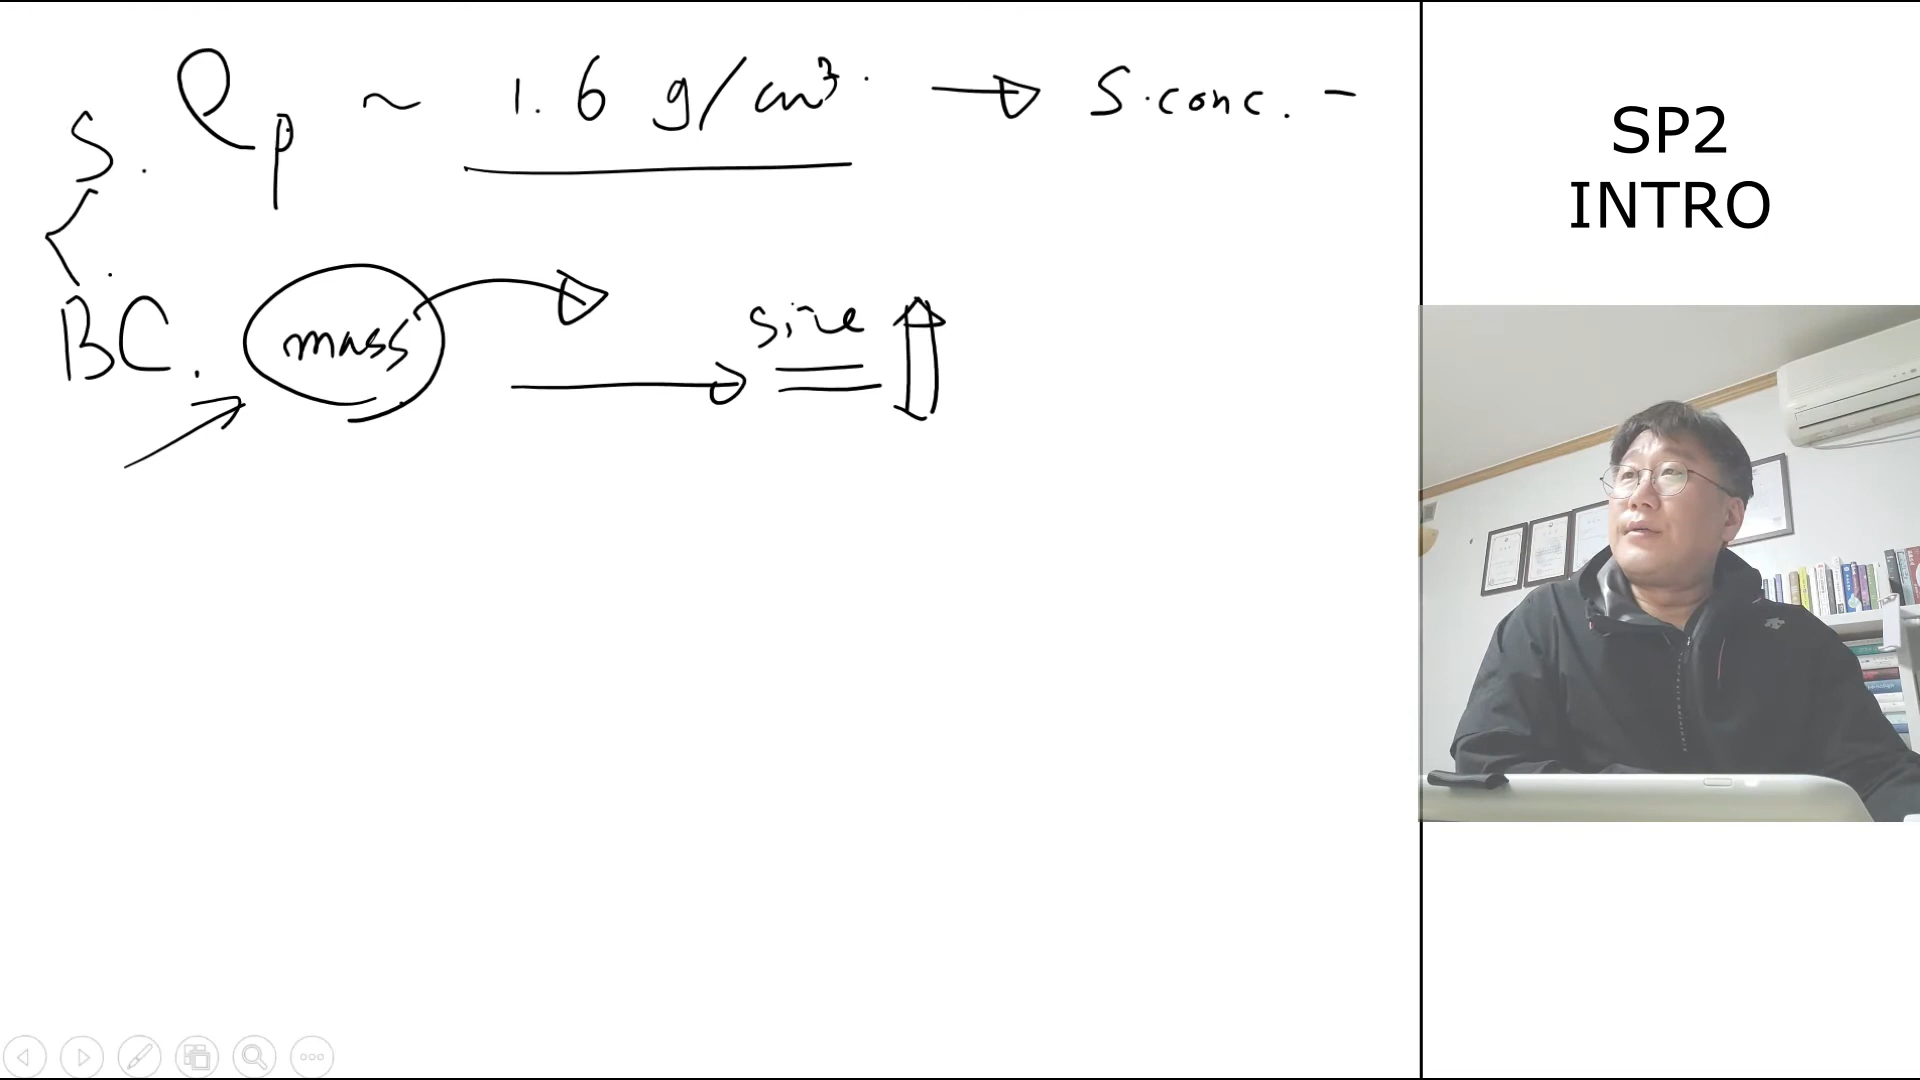 S. ρp ~ 1.6 g/cm³. → S.conc. -
BC. mass → size
SP2
INTRO